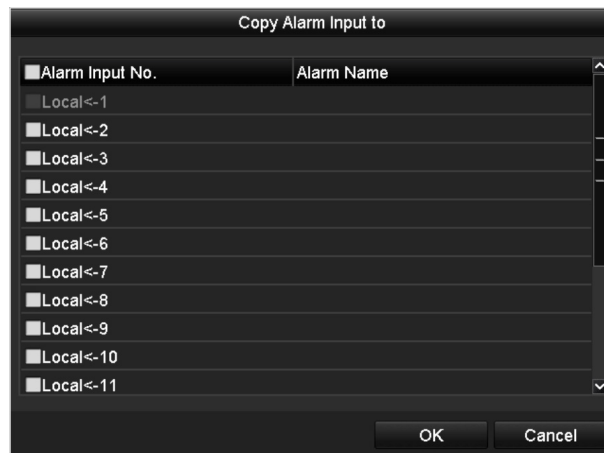 Copy Alarm Input to
Alarm Input No. Alarm Name
Local<-1
Local<-2
Local<-3
Local<-4
Local<-5
Local<-6
Local<-7
Local<-8
Local<-9
Local<-10
Local<-11
OK Cancel